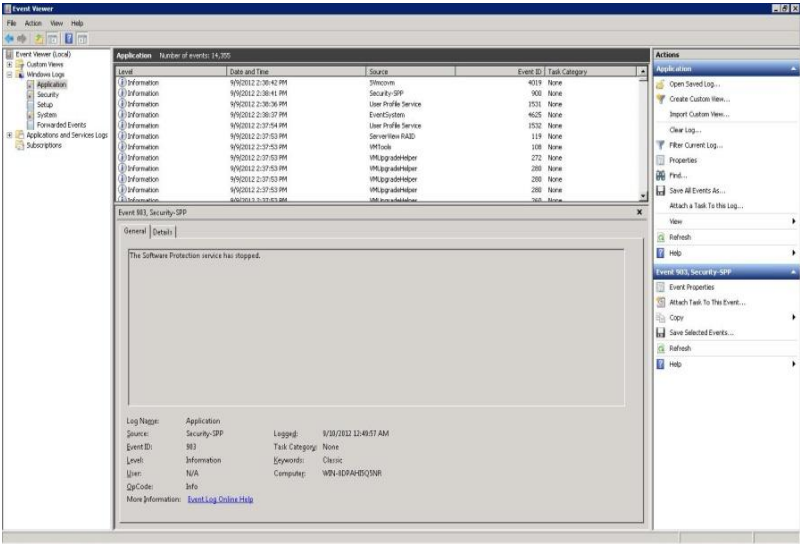 Event Viewer
File Action View Help
Event Viewer (Local)
Custom Views
Windows Logs
Application
Security
Setup
System
Forwarded Events
Applications and Services Logs
Subscriptions
Application Number of events: 14,355
Level Date and Time Source Event ID Task Category
Information 9/9/2012 2:38:42 PM SVmcovm 4019 None
Information 9/9/2012 2:38:41 PM Security-SPP 900 None
Information 9/9/2012 2:38:36 PM User Profile Service 1531 None
Information 9/9/2012 2:38:37 PM EventSystem 4625 None
Information 9/9/2012 2:37:54 PM User Profile Service 1532 None
Information 9/9/2012 2:37:53 PM ServerView RAID 119 None
Information 9/9/2012 2:37:53 PM VMTools 108 None
Information 9/9/2012 2:37:53 PM VMUpgradeHelper 272 None
Information 9/9/2012 2:37:53 PM VMUpgradeHelper 280 None
Information 9/9/2012 2:37:53 PM VMUpgradeHelper 280 None
Information 9/9/2012 2:37:53 PM VMUpgradeHelper 280 None
Information 9/9/2012 2:37:53 PM VMUpgradeHelper 260 None
Event 903, Security-SPP
General Details
The Software Protection service has stopped.
Log Name: Application
Source: Security-SPP Logged: 9/10/2012 12:49:57 AM
Event ID: 903 Task Category: None
Level: Information Keywords: Classic
User: N/A Computer:
OpCode: Info
More Information: Event Log Online Help
Actions
Application
Open Saved Log...
Create Custom View...
Import Custom View...
Clear Log...
Filter Current Log...
Properties
Find...
Save All Events As...
Attach a Task To this Log...
View
Refresh
Help
Event 903, Security-SPP
Event Properties
Attach Task To This Event...
Copy
Save Selected Events...
Refresh
Help